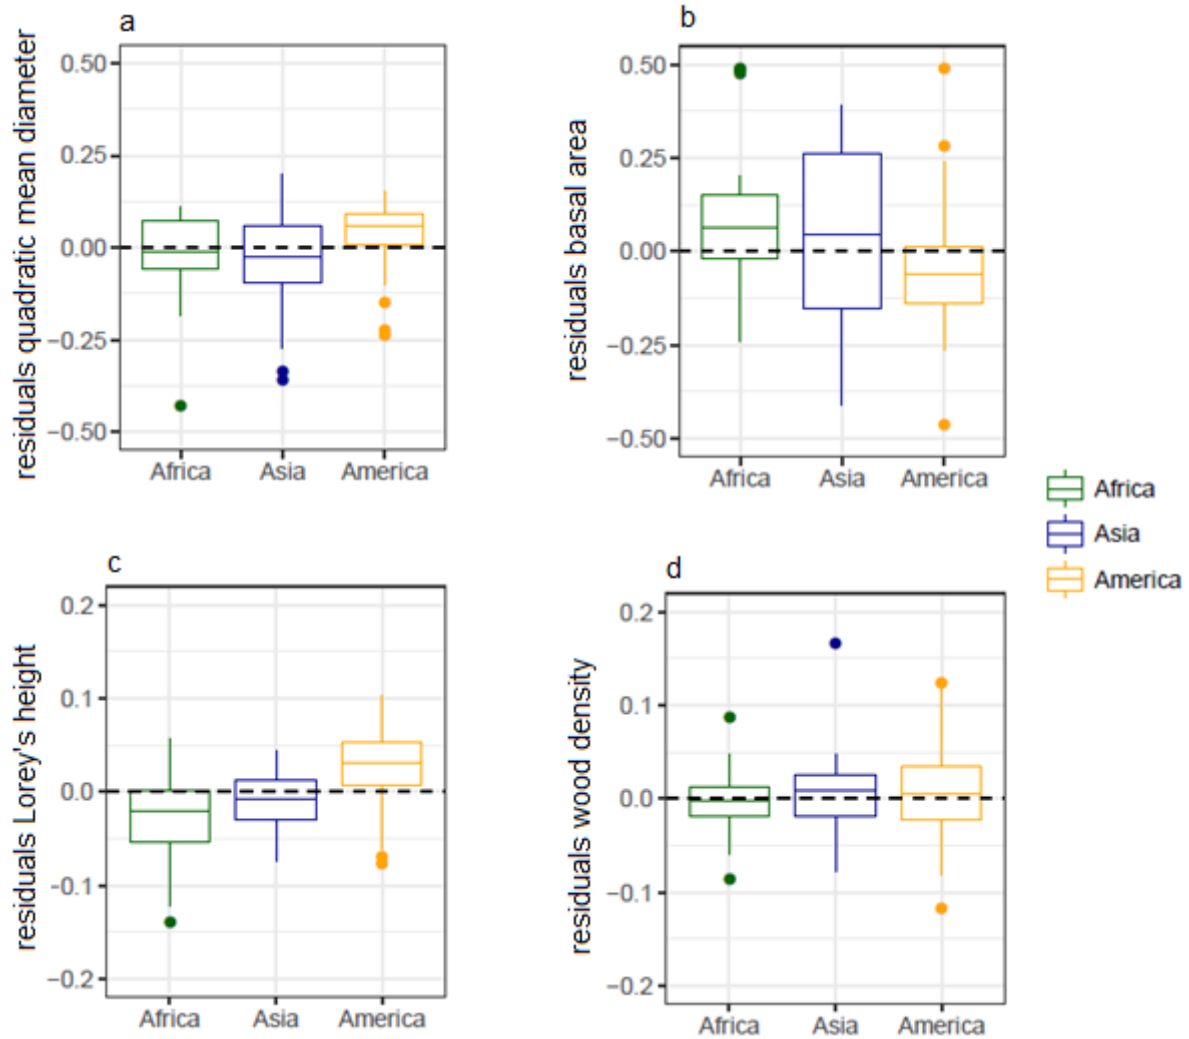 a
residuals quadratic mean diameter
0.50
0.25
0.00
−0.25
−0.50
Africa Asia America
b
residuals basal area
0.50
0.25
0.00
−0.25
−0.50
Africa Asia America
Africa
Asia
America
c
residuals Lorey's height
0.2
0.1
0.0
−0.1
−0.2
Africa Asia America
d
residuals wood density
0.2
0.1
0.0
−0.1
−0.2
Africa Asia America